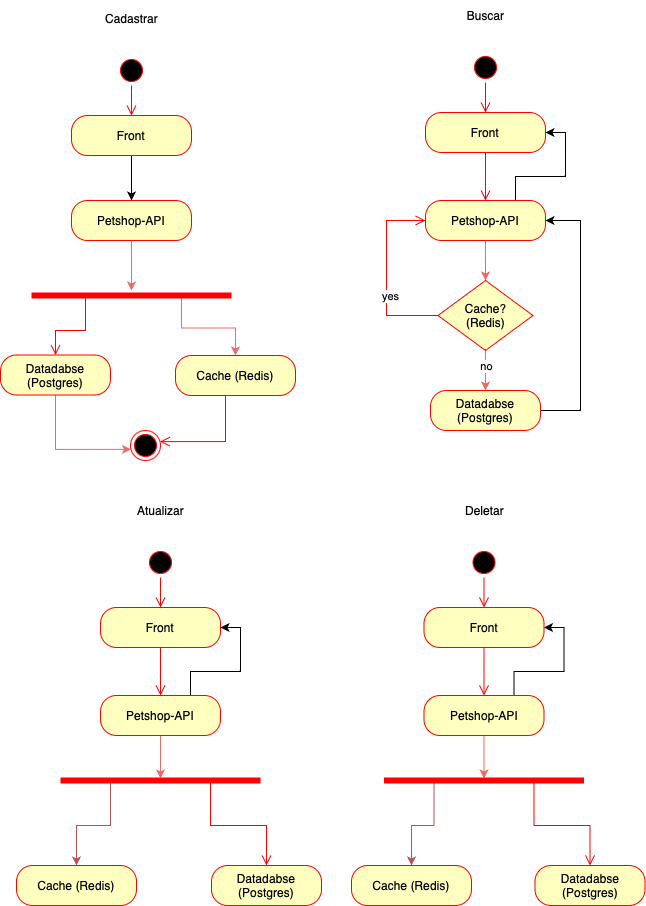 Cadastrar
Front
Petshop-API
Datadabse
(Postgres)
Cache (Redis)
Buscar
Front
Petshop-API
yes
Cache?
(Redis)
no
Datadabse
(Postgres)
Atualizar
Front
Petshop-API
Cache (Redis)
Datadabse
(Postgres)
Deletar
Front
Petshop-API
Cache (Redis)
Datadabse
(Postgres)